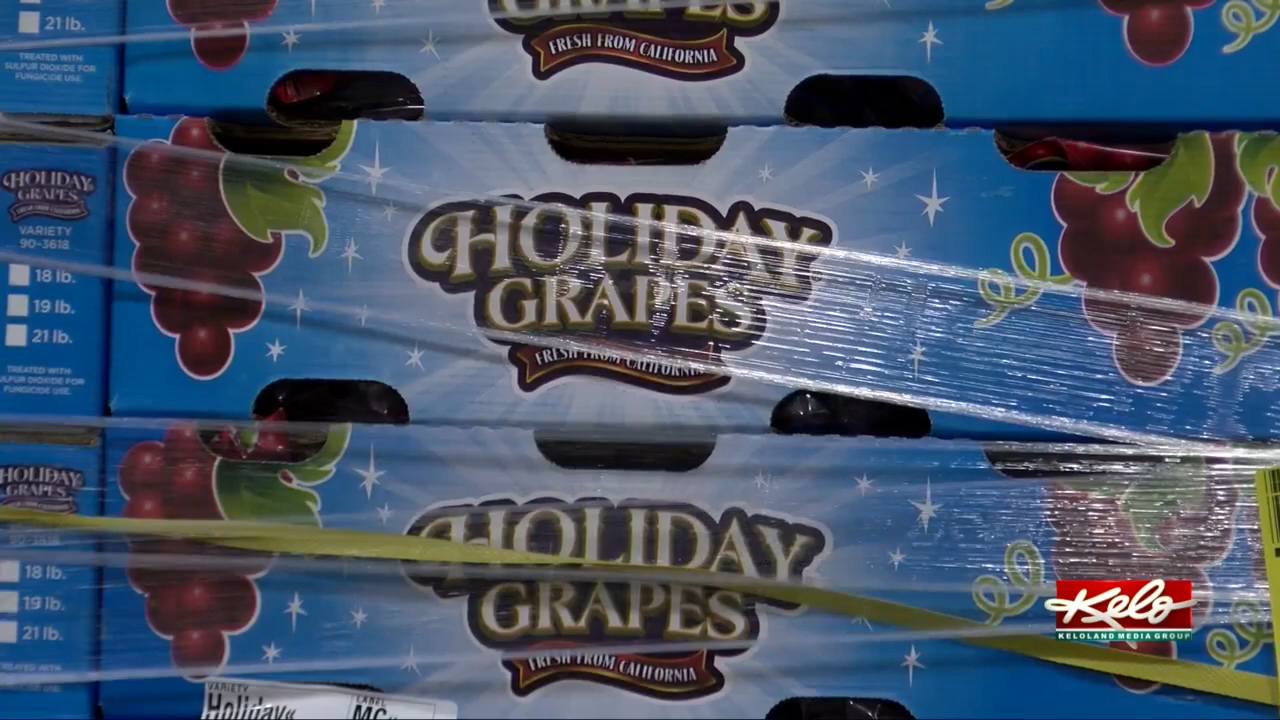 21 lb.
TREATED WITH
SULFUR DIOXIDE FOR
FUNGICIDE USE.
GRAPES
FRESH FROM CALIFORNIA
HOLIDAY
GRAPES
VARIETY
90-3618
18 lb.
19 lb.
21 lb.
TREATED WITH
SULFUR DIOXIDE FOR
FUNGICIDE USE.
HOLIDAY
GRAPES
FRESH FROM CALIFORNIA
HOLIDAY
GRAPES
18 lb.
19 lb.
21 lb.
TREATED WITH
HOLIDAY
GRAPES
FRESH FROM CALIFORNIA
VARIETY
Holiday
LABEL
Kelo
KELOLAND MEDIA GROUP